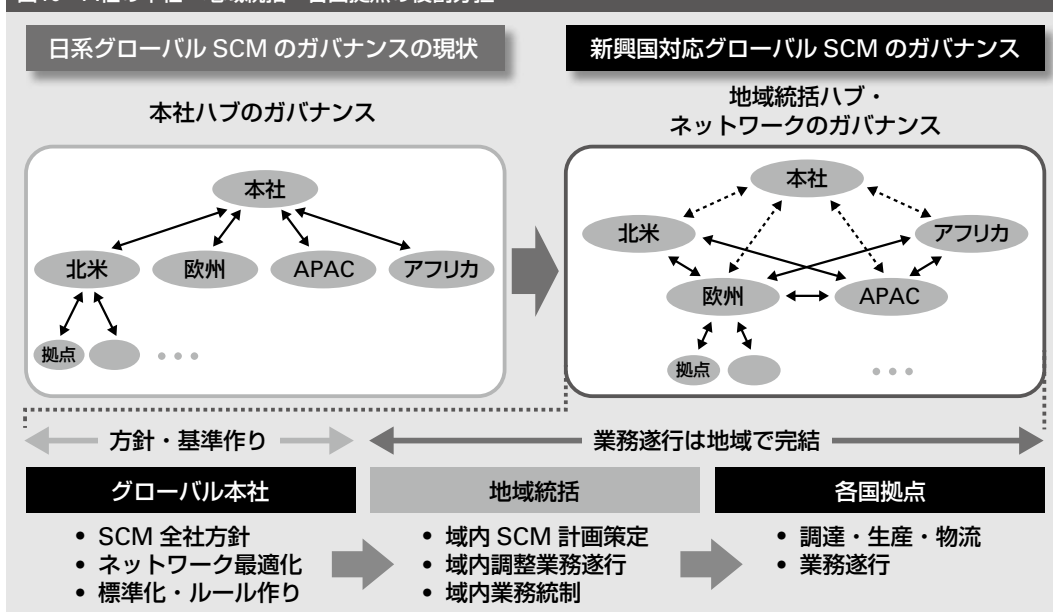 日系グローバル SCM のガバナンスの現状
本社ハブのガバナンス
本社
北米
欧州
APAC
アフリカ
拠点
新興国対応グローバル SCM のガバナンス
地域統括ハブ・
ネットワークのガバナンス
本社
北米
アフリカ
欧州
APAC
拠点
方針・基準作り
業務遂行は地域で完結
グローバル本社
• SCM 全社方針
• ネットワーク最適化
• 標準化・ルール作り
地域統括
• 域内 SCM 計画策定
• 域内調整業務遂行
• 域内業務統制
各国拠点
• 調達・生産・物流
• 業務遂行